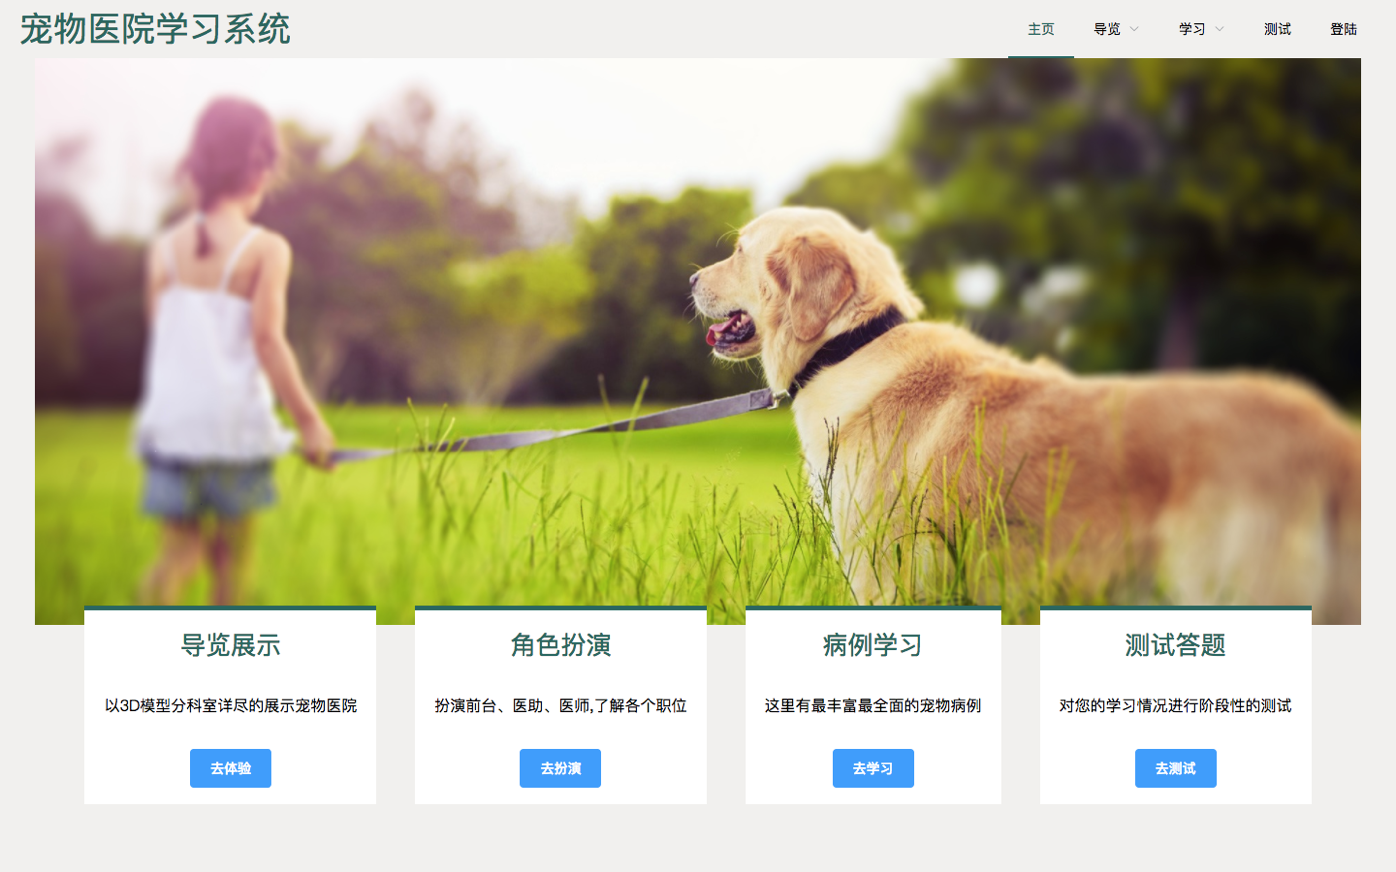 宠物医院学习系统
主页 导览 学习 测试 登陆
导览展示 角色扮演 病例学习 测试答题
以3D模型分科室详尽的展示宠物医院 扮演前台、医助、医师,了解各个职位 这里有最丰富最全面的宠物病例 对您的学习情况进行阶段性的测试
去体验 去扮演 去学习 去测试